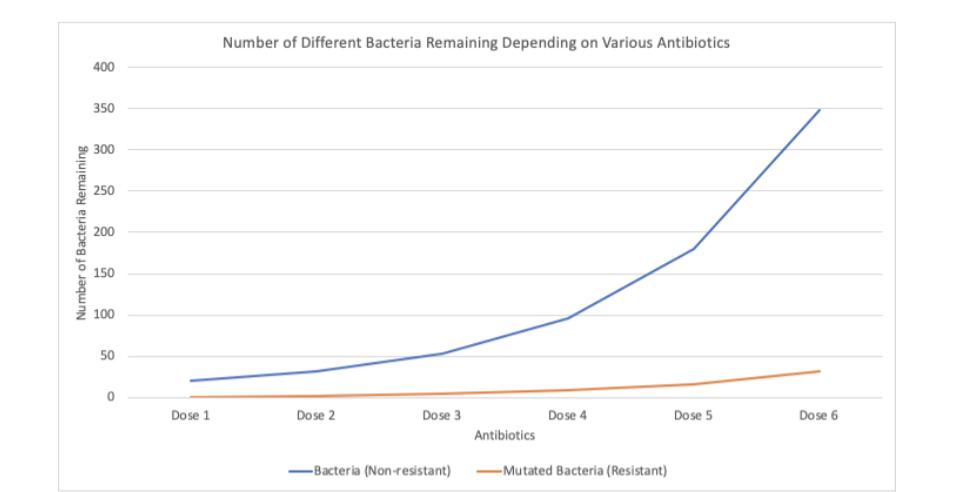 Number of Different Bacteria Remaining Depending on Various Antibiotics
400
350
300
250
200
150
100
50
0
Number of Bacteria Remaining
Dose 1 Dose 2 Dose 3 Dose 4 Dose 5 Dose 6
Antibiotics
Bacteria (Non-resistant) Mutated Bacteria (Resistant)